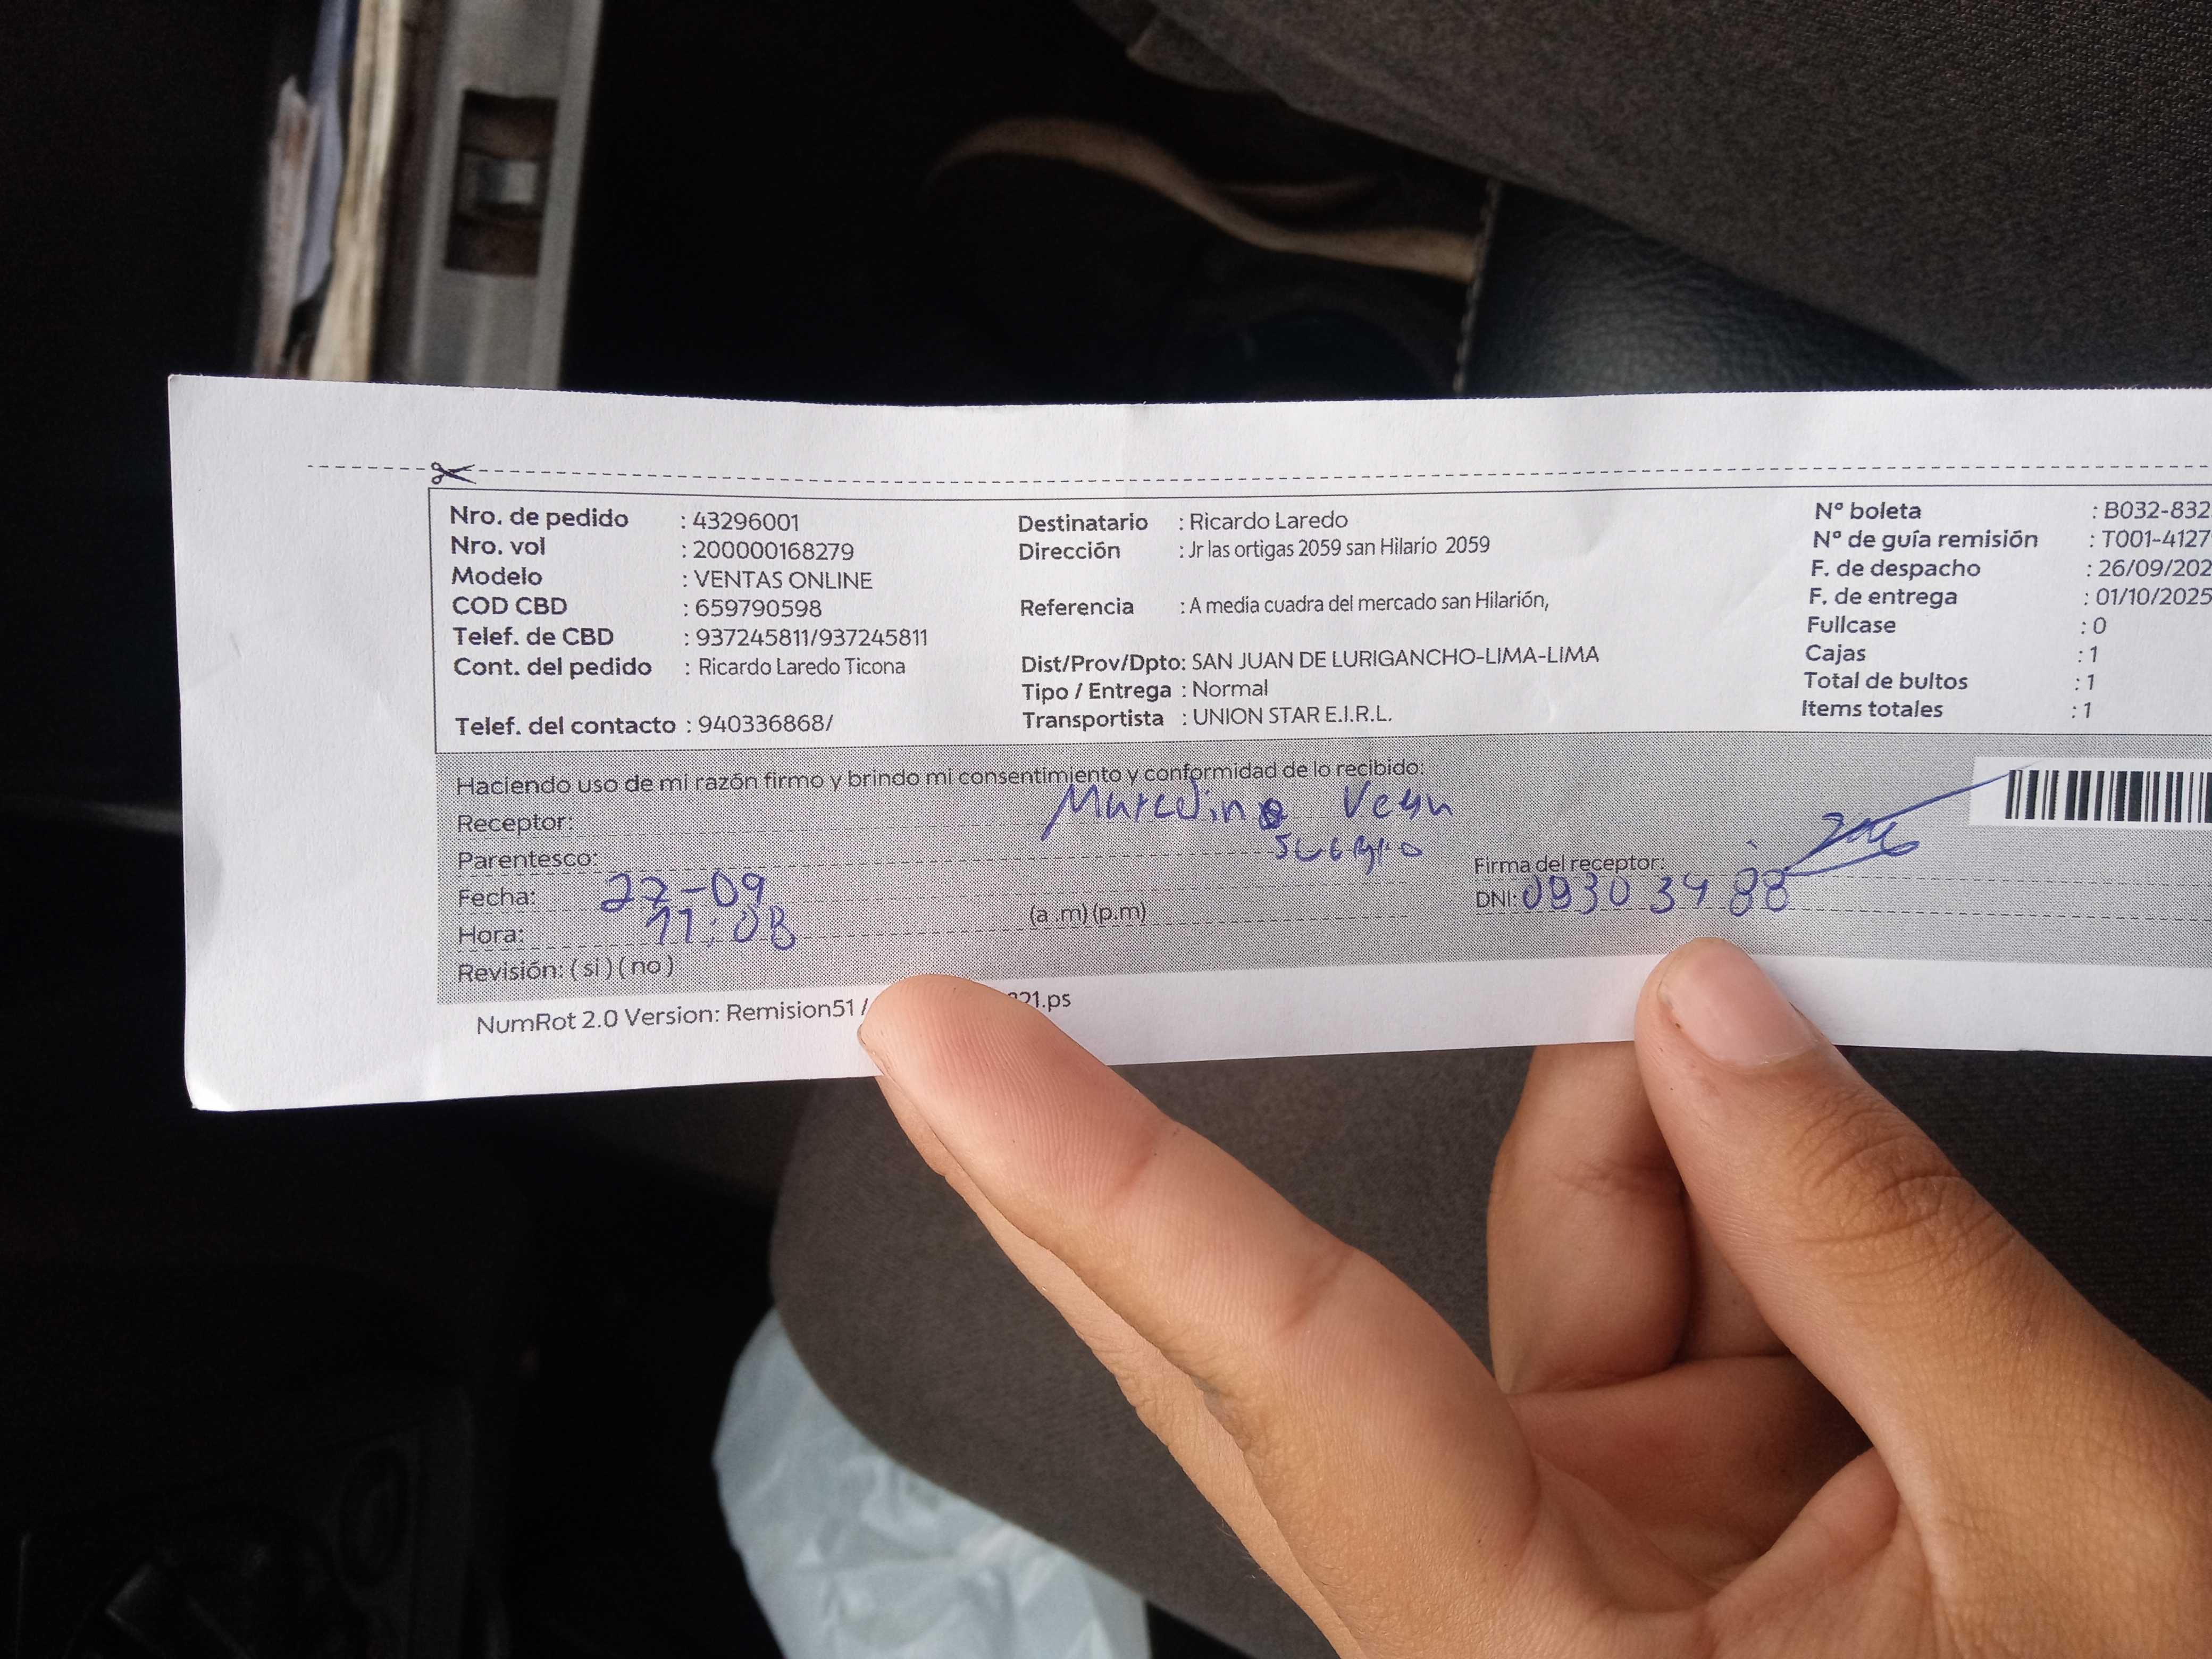 Nro. de pedido : 43296001
Nro. vol : 200000168279
Modelo : VENTAS ONLINE
COD CBD : 659790598
Telef. de CBD : 937245811/937245811
Cont. del pedido : Ricardo Laredo Ticona
Telef. del contacto : 940336868/
Destinatario : Ricardo Laredo
Dirección : Jr las ortigas 2059 san Hilario 2059
Referencia : A media cuadra del mercado san Hilarión,
Dist/Prov/Dpto: SAN JUAN DE LURIGANCHO-LIMA-LIMA
Tipo / Entrega : Normal
Transportista : UNION STAR E.I.R.L.
N° boleta : B032-832
N° de guía remisión : T001-4127
F. de despacho : 26/09/202
F. de entrega : 01/10/2025
Fullcase : 0
Cajas : 1
Total de bultos : 1
Items totales : 1
Haciendo uso de mi razón firmo y brindo mi consentimiento y conformidad de lo recibido:
Receptor: Marcelino Vega
Parentesco: suegro
Firma del receptor:
Fecha: 27-09
DNI: 09303488
Hora: 11:08 (a .m) (p.m)
Revisión: ( si ) ( no )
NumRot 2.0 Version: Remision51 / 21.ps